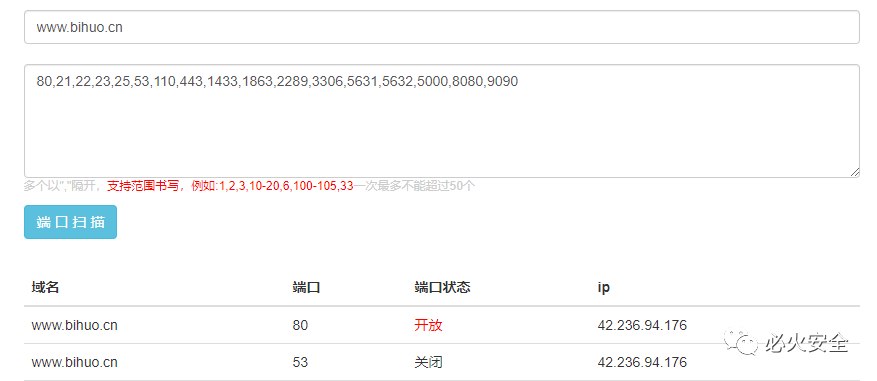 www.bihuo.cn
80,21,22,23,25,53,110,443,1433,1863,2289,3306,5631,5632,5000,8080,9090
多个以","隔开，支持范围书写，例如:1,2,3,10-20,6,100-105,33一次最多不能超过50个
端口扫描
域名 端口 端口状态 ip
www.bihuo.cn 80 开放 42.236.94.176
www.bihuo.cn 53 关闭 42.236.94.176
必火安全